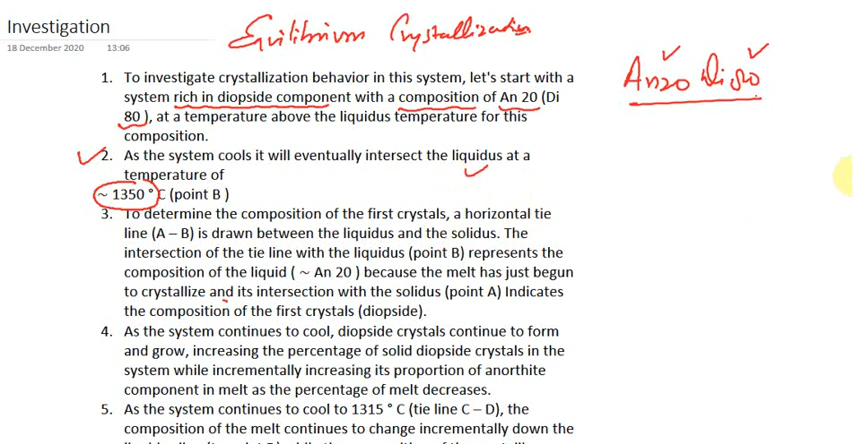 Investigation
18 December 2020 13:06
Equilibrium Crystallization
An20 Di80
1. To investigate crystallization behavior in this system, let's start with a
system rich in diopside component with a composition of An 20 (Di
80 ), at a temperature above the liquidus temperature for this
composition.
2. As the system cools it will eventually intersect the liquidus at a
temperature of
~ 1350 ° C (point B )
3. To determine the composition of the first crystals, a horizontal tie
line (A – B) is drawn between the liquidus and the solidus. The
intersection of the tie line with the liquidus (point B) represents the
composition of the liquid ( ~ An 20 ) because the melt has just begun
to crystallize and its intersection with the solidus (point A) Indicates
the composition of the first crystals (diopside).
4. As the system continues to cool, diopside crystals continue to form
and grow, increasing the percentage of solid diopside crystals in the
system while incrementally increasing its proportion of anorthite
component in melt as the percentage of melt decreases.
5. As the system continues to cool to 1315 ° C (tie line C – D), the
composition of the melt continues to change incrementally down the